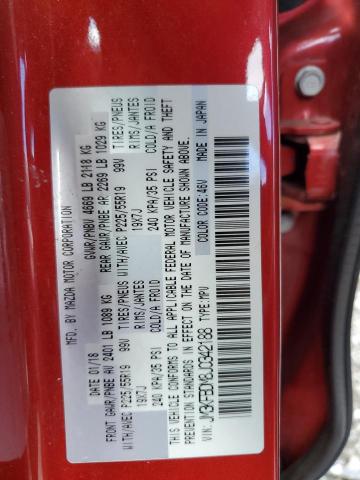 MFD. BY MAZDA MOTOR CORPORATION
01/18 GVWR/PNBV 4669 LB 2118 KG
FRONT GAWR/PNBE AV 2401 LB 1089 KG REAR GAWR/PNBE AR 2269 LB 1029 KG
WITH/AVEC P225/55R19 99V TIRES/PNEUS WITH/AVEC P225/55R19 99V TIRES/PNEUS
19X7J RIMS/JANTES 19X7J RIMS/JANTES
240 KPA/35 PSI COLD/A FROID 240 KPA/35 PSI COLD/A FROID
THIS VEHICLE CONFORMS TO ALL APPLICABLE FEDERAL MOTOR VEHICLE SAFETY AND THEFT
PREVENTION STANDARDS IN EFFECT ON THE DATE OF MANUFACTURE SHOWN ABOVE.
VIN: JM3KFBDM8J0342188
TYPE: MPV COLOR CODE: 46V MADE IN JAPAN